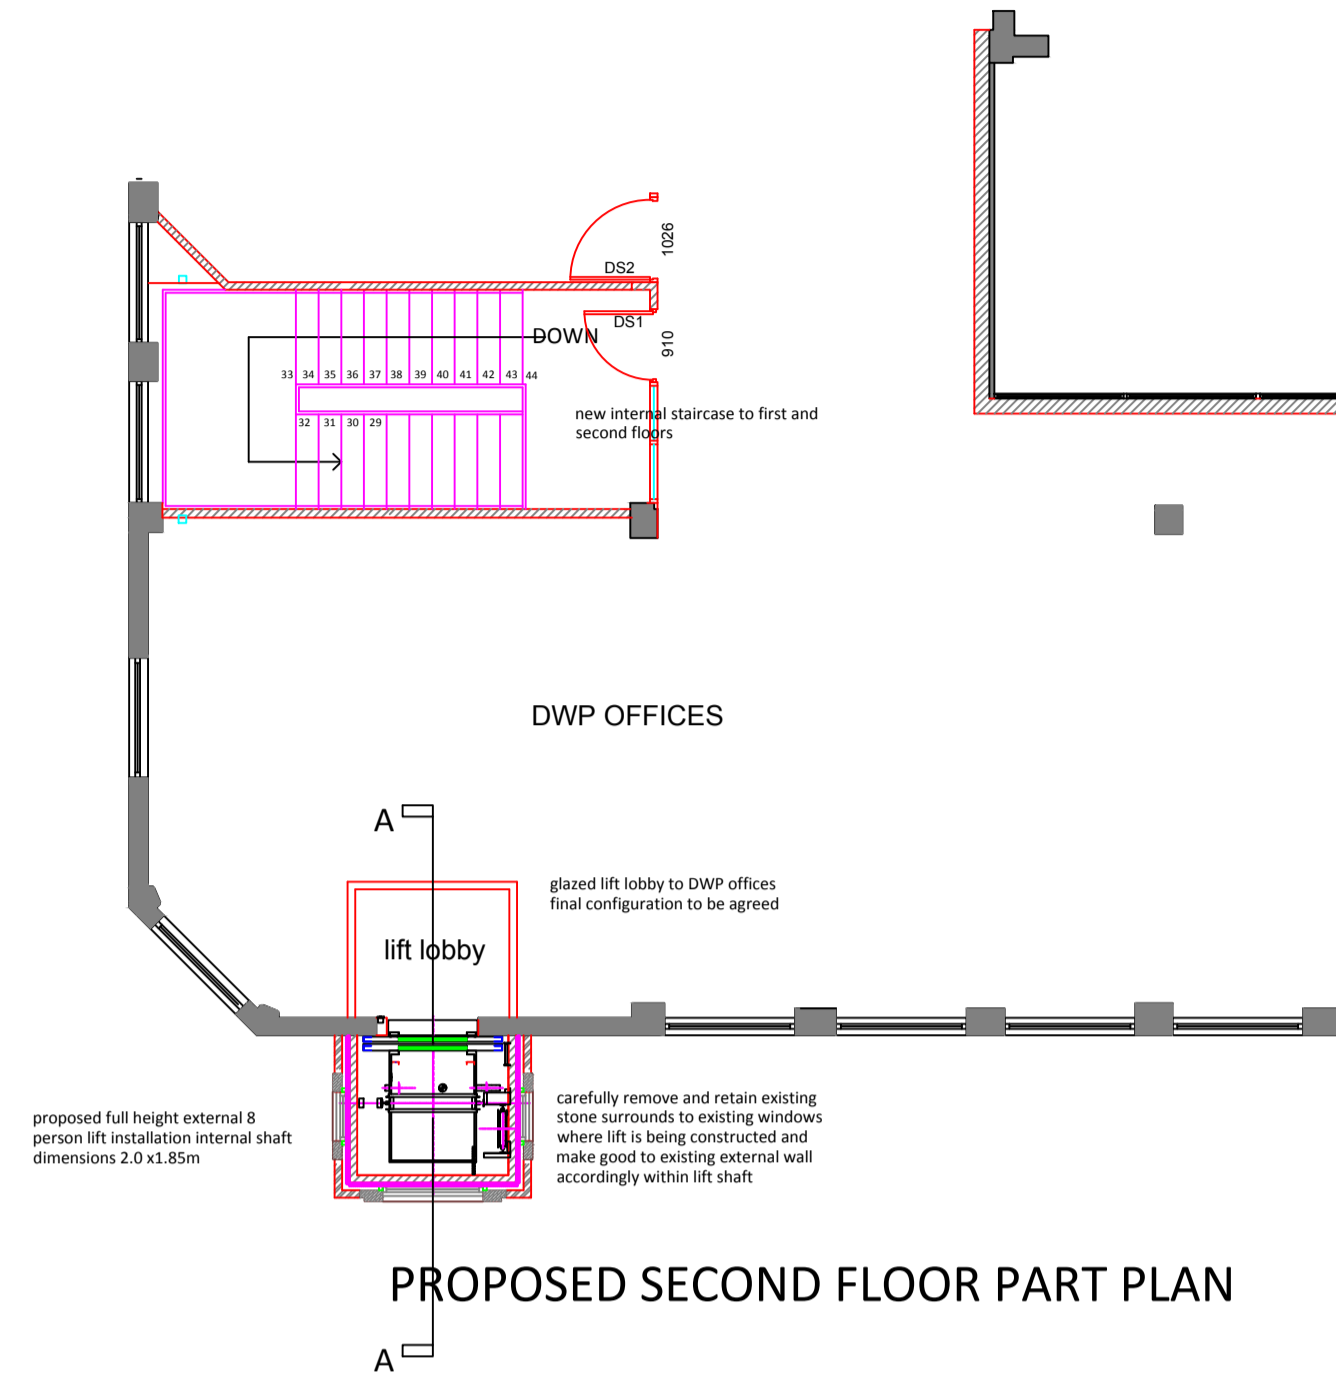 1026
DS2
DS1
910
DOWN
33 34 35 36 37 38 39 40 41 42 43 44
32 31 30 29
new internal staircase to first and
second floors
DWP OFFICES
A
glazed lift lobby to DWP offices
final configuration to be agreed
lift lobby
proposed full height external 8
person lift installation internal shaft
dimensions 2.0 x1.85m
carefully remove and retain existing
stone surrounds to existing windows
where lift is being constructed and
make good to existing external wall
accordingly within lift shaft
PROPOSED SECOND FLOOR PART PLAN
A